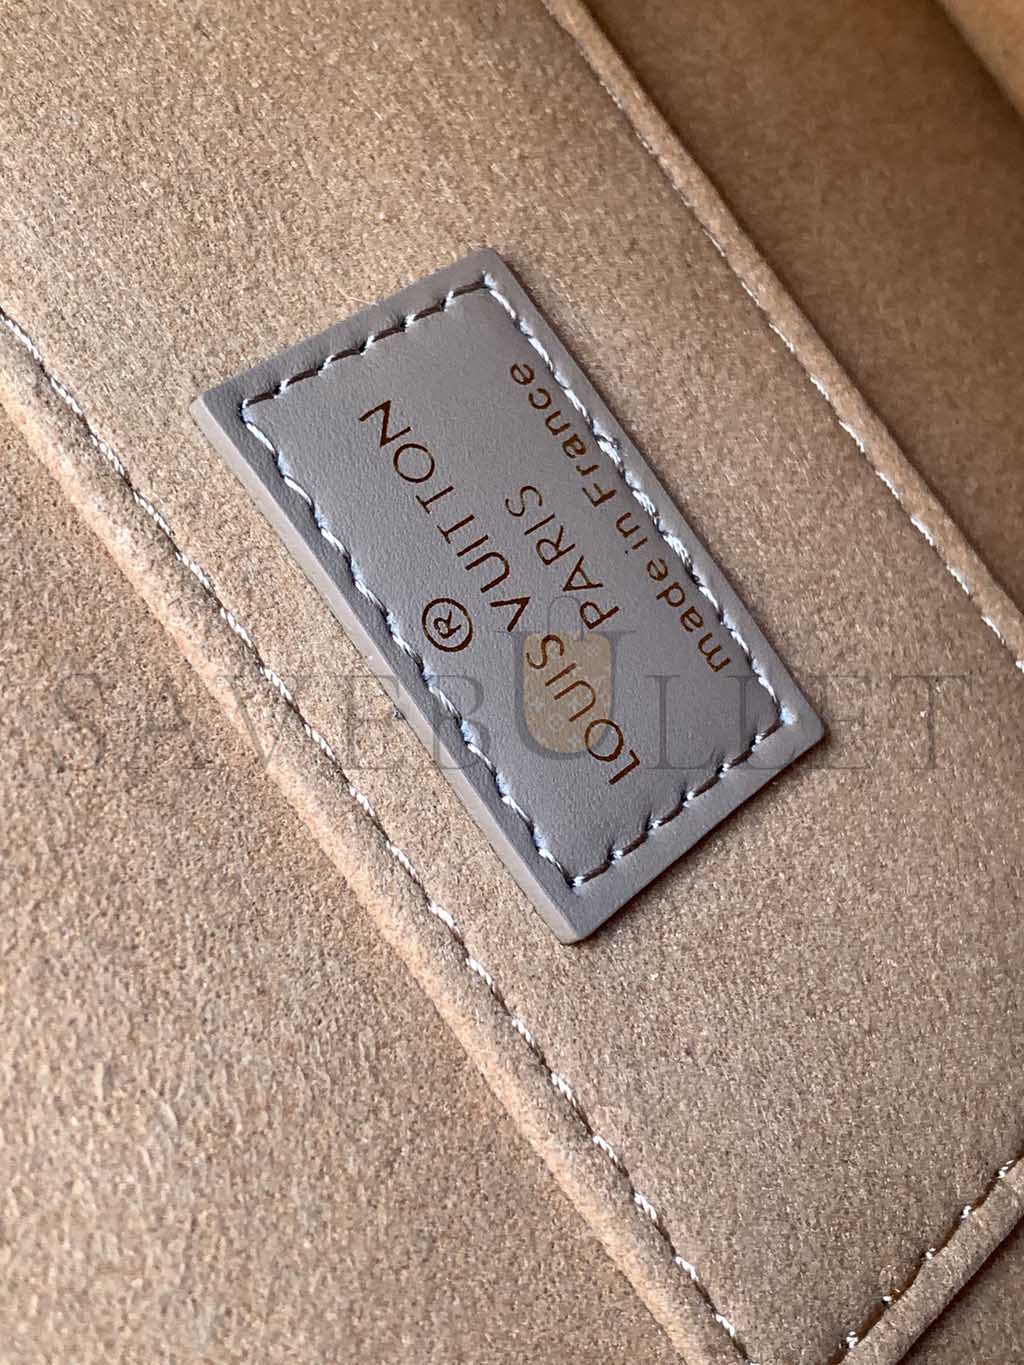 ®
LOUIS VUITTON
PARIS
made in France
SAVEBULLET